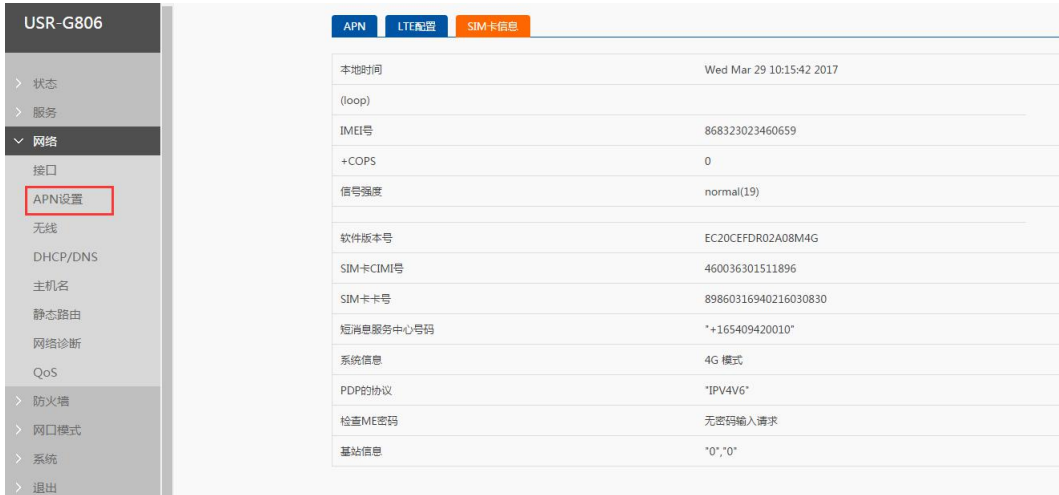 USR-G806
状态
服务
网络
接口
APN设置
无线
DHCP/DNS
主机名
静态路由
网络诊断
QoS
防火墙
网口模式
系统
退出
APN LTE配置 SIM卡信息
本地时间 Wed Mar 29 10:15:42 2017
(loop)
IMEI号 868323023460659
+COPS 0
信号强度 normal(19)
软件版本号 EC20CEFDR02A08M4G
SIM卡CIMI号 460036301511896
SIM卡卡号 89860316940216030830
短消息服务中心号码 "+165409420010"
系统信息 4G 模式
PDP的协议 "IPV4V6"
检查ME密码 无密码输入请求
基站信息 "0","0"